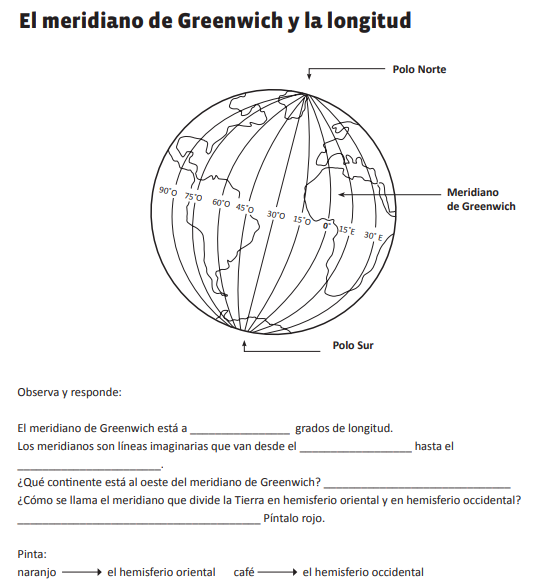 El meridiano de Greenwich y la longitud
Polo Norte
Meridiano
de Greenwich
90°O 75°O 60°O 45°O 30°O 15°O 0° 15°E 30°E
Polo Sur
Observa y responde:
El meridiano de Greenwich está a ________________ grados de longitud.
Los meridianos son líneas imaginarias que van desde el __________________ hasta el
_______________________.
¿Qué continente está al oeste del meridiano de Greenwich? ______________________________
¿Cómo se llama el meridiano que divide la Tierra en hemisferio oriental y en hemisferio occidental?
_______________________________________ Píntalo rojo.
Pinta:
naranjo ⟶ el hemisferio oriental café ⟶ el hemisferio occidental